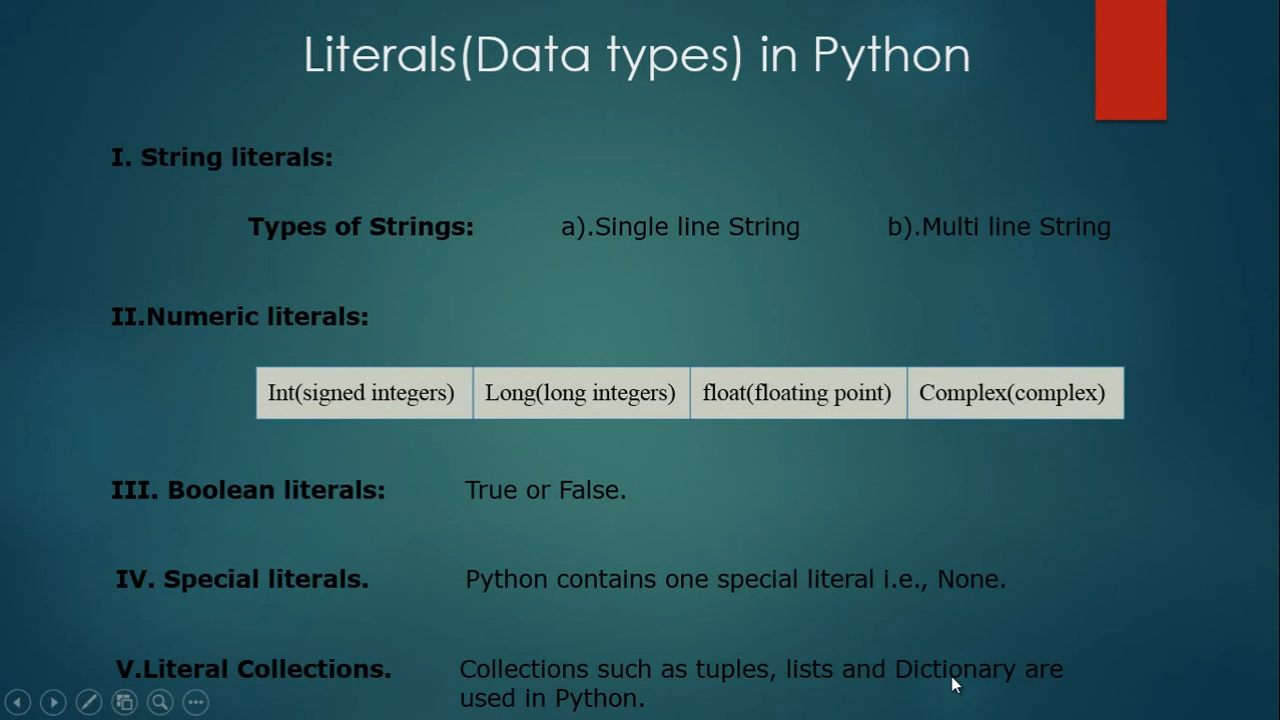 Literals(Data types) in Python
I. String literals:
Types of Strings: a).Single line String b).Multi line String
II.Numeric literals:
Int(signed integers) Long(long integers) float(floating point) Complex(complex)
III. Boolean literals: True or False.
IV. Special literals. Python contains one special literal i.e., None.
V.Literal Collections. Collections such as tuples, lists and Dictionary are
used in Python.